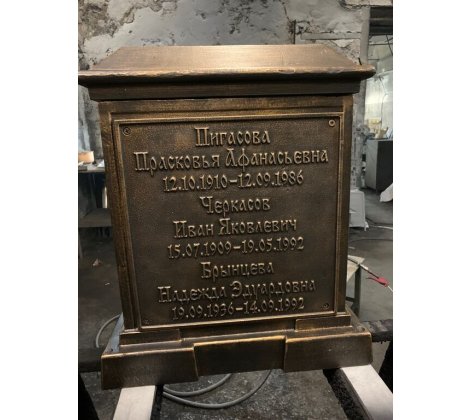 Пигасова
Прасковья Афанасьевна
12.10.1910-12.09.1986
Черкасов
Иван Яковлевич
15.07.1909-19.05.1992
Брынцева
Надежда Эдуардовна
19.09.1936-14.09.1992